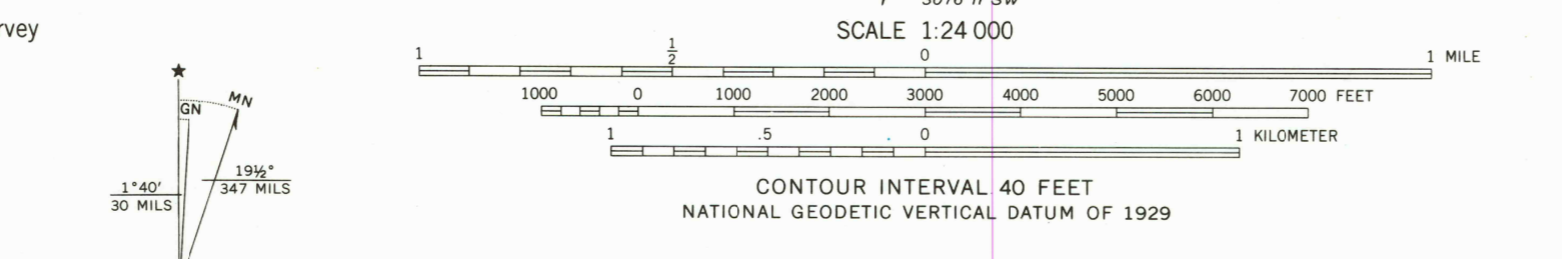 rvey
SCALE 1:24 000
1 1/2 0 1 MILE
1000 0 1000 2000 3000 4000 5000 6000 7000 FEET
1 .5 0 1 KILOMETER
CONTOUR INTERVAL 40 FEET
NATIONAL GEODETIC VERTICAL DATUM OF 1929
MN
GN
19½°
347 MILS
1°40′
30 MILS